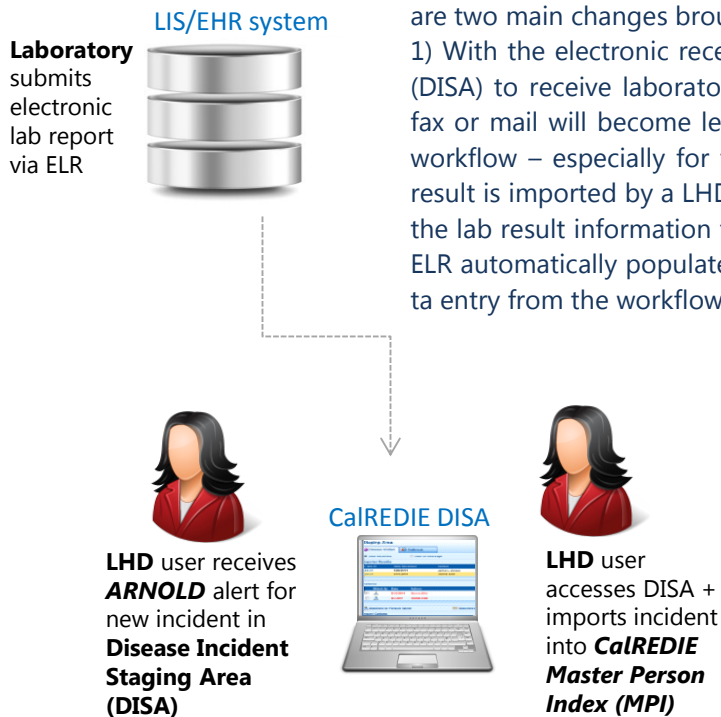 LIS/EHR system
Laboratory
submits
electronic
lab report
via ELR
are two main changes brou
1) With the electronic rece
(DISA) to receive laborator
fax or mail will become le
workflow – especially for
result is imported by a LHD
the lab result information
ELR automatically populate
ta entry from the workflow
LHD user receives
ARNOLD alert for
new incident in
Disease Incident
Staging Area
(DISA)
CalREDIE DISA
Staging Area
LHD user
accesses DISA +
imports incident
into CalREDIE
Master Person
Index (MPI)